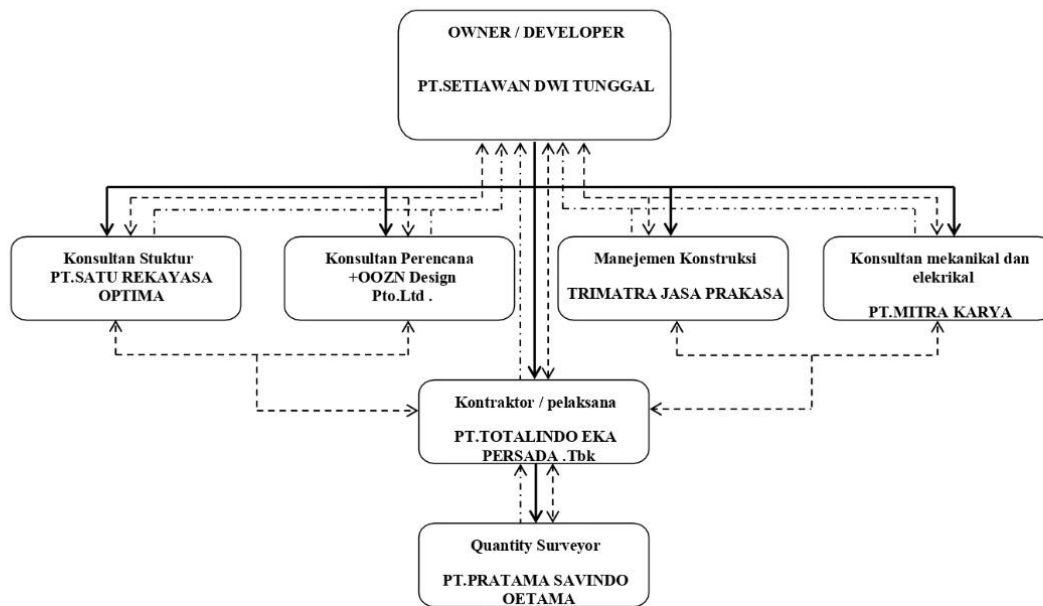 OWNER / DEVELOPER
PT.SETIAWAN DWI TUNGGAL
Konsultan Stuktur
PT.SATU REKAYASA
OPTIMA
Konsultan Perencana
+OOZN Design
Pto.Ltd .
Manejemen Konstruksi
TRIMATRA JASA PRAKASA
Konsultan mekanikal dan
elekrikal
PT.MITRA KARYA
Kontraktor / pelaksana
PT.TOTALINDO EKA
PERSADA .Tbk
Quantity Surveyor
PT.PRATAMA SAVINDO
OETAMA